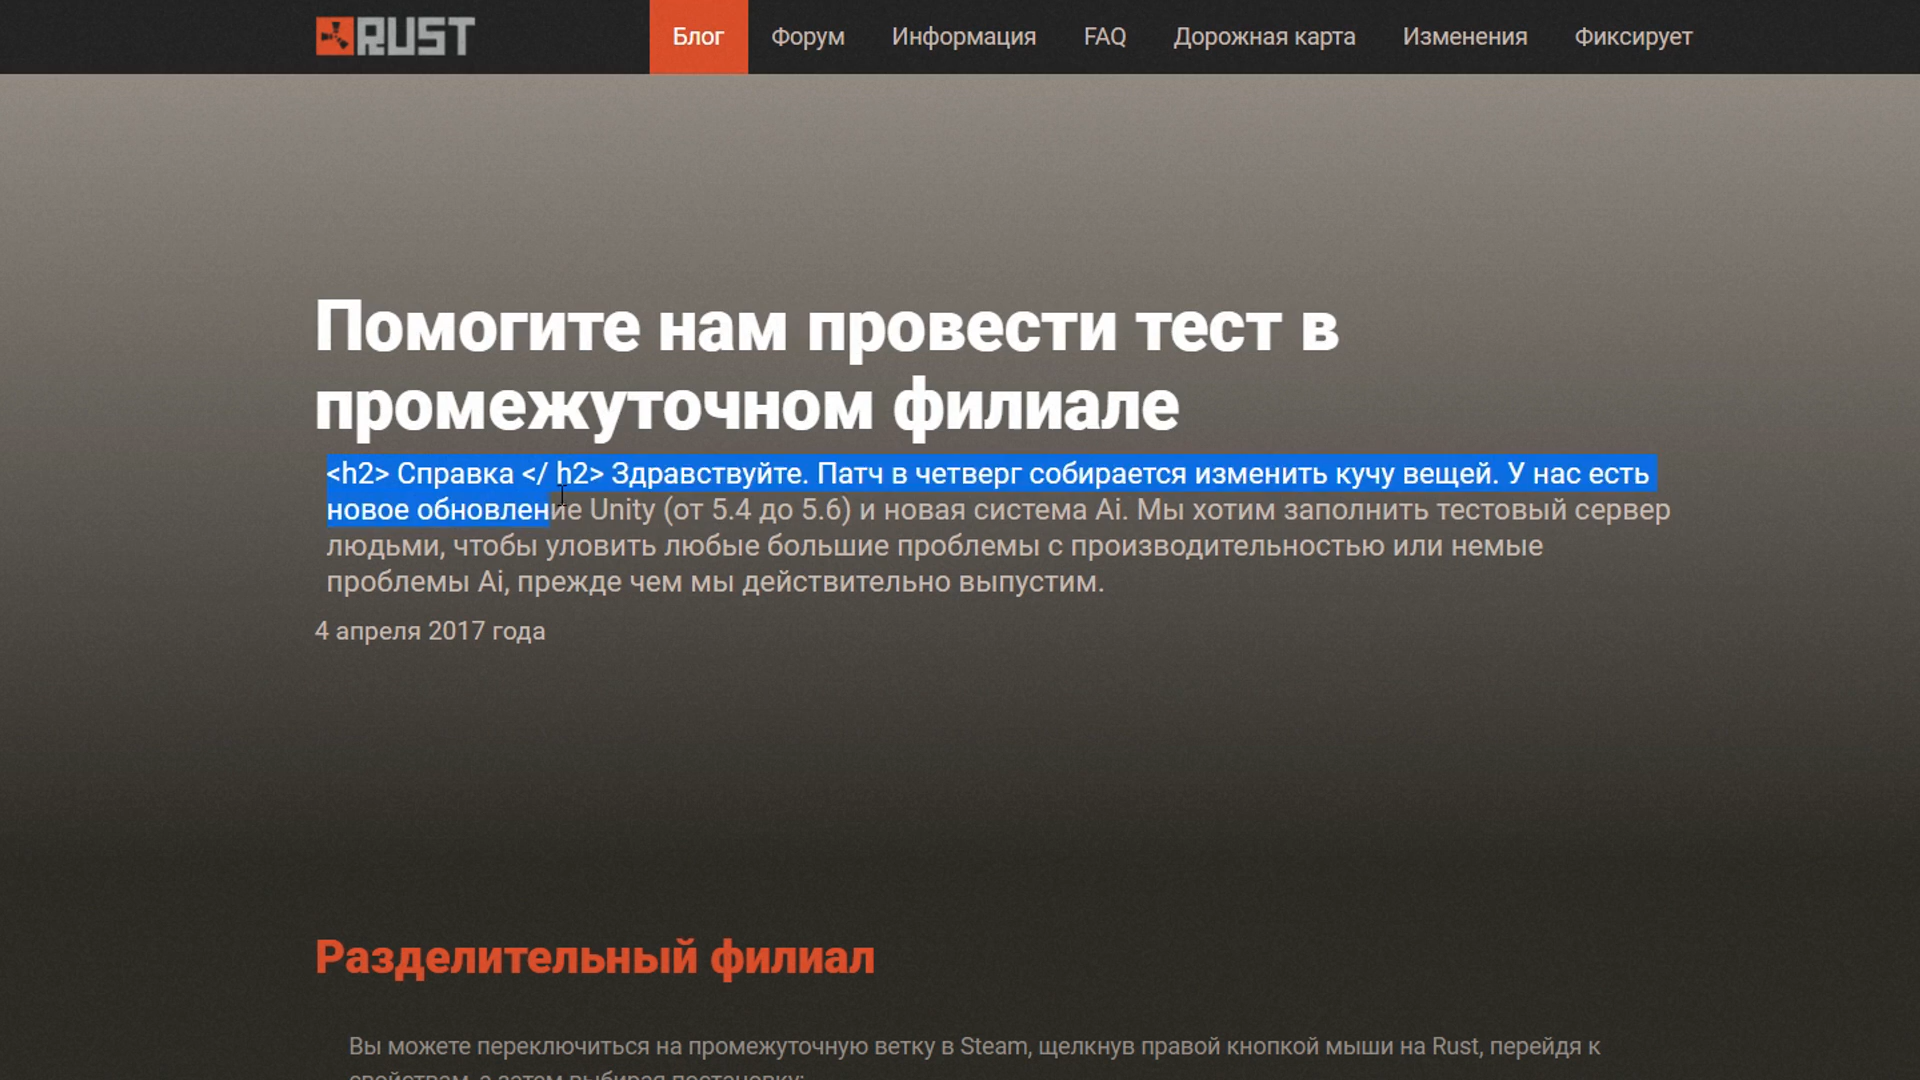 RUST
Блог
Форум
Информация
FAQ
Дорожная карта
Изменения
Фиксирует
Помогите нам провести тест в
промежуточном филиале
<h2> Справка </ h2> Здравствуйте. Патч в четверг собирается изменить кучу вещей. У нас есть
новое обновление Unity (от 5.4 до 5.6) и новая система Ai. Мы хотим заполнить тестовый сервер
людьми, чтобы уловить любые большие проблемы с производительностью или немые
проблемы Ai, прежде чем мы действительно выпустим.
4 апреля 2017 года
Разделительный филиал
Вы можете переключиться на промежуточную ветку в Steam, щелкнув правой кнопкой мыши на Rust, перейдя к
свойствам, а затем выбирая постановку: